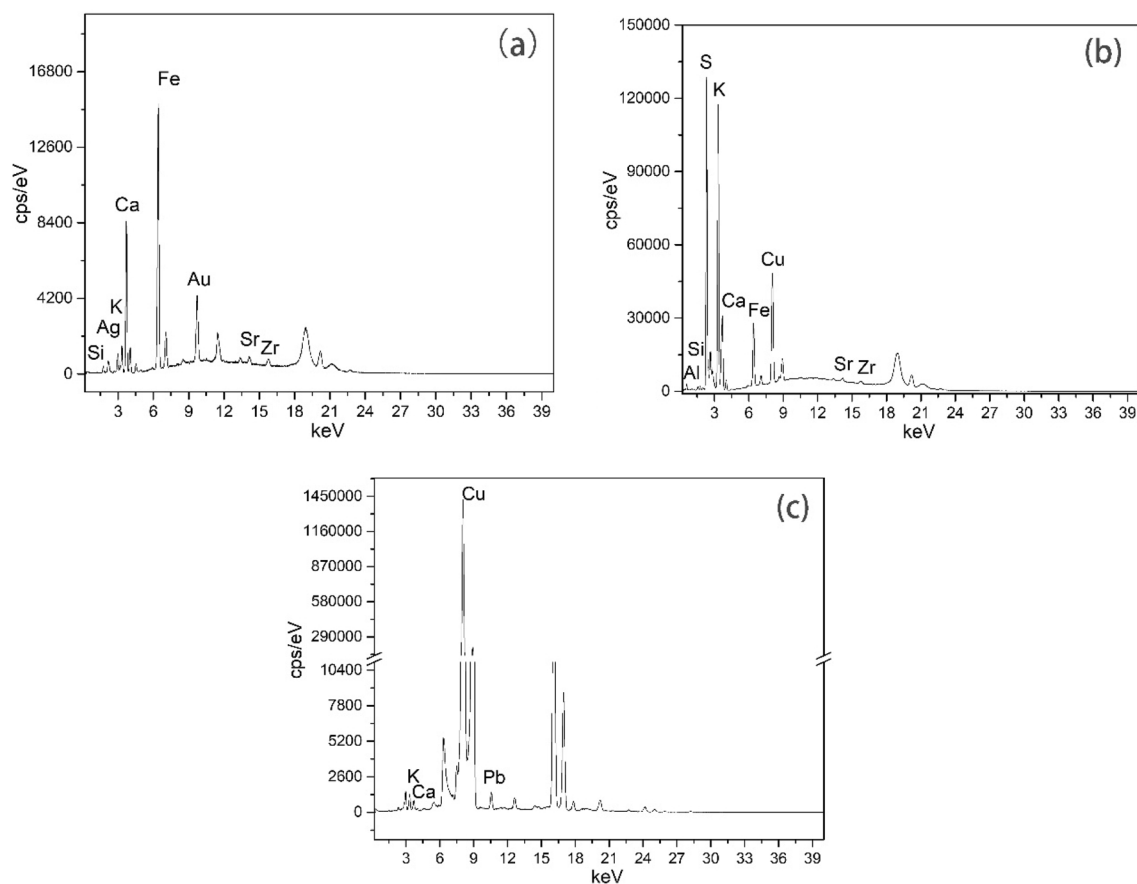 (a)
16800
12600
8400
4200
0
cps/eV
Fe
Ca
Au
K
Ag
Si
Sr
Zr
3 6 9 12 15 18 21 24 27 30 33 36 39
keV
(b)
150000
120000
90000
60000
30000
0
cps/eV
S
K
Cu
Ca
Fe
Si
Al
Sr
Zr
3 6 9 12 15 18 21 24 27 30 33 36 39
keV
(c)
1450000
1160000
870000
580000
290000
10400
7800
5200
2600
0
cps/eV
Cu
K
Ca
Pb
3 6 9 12 15 18 21 24 27 30 33 36 39
keV